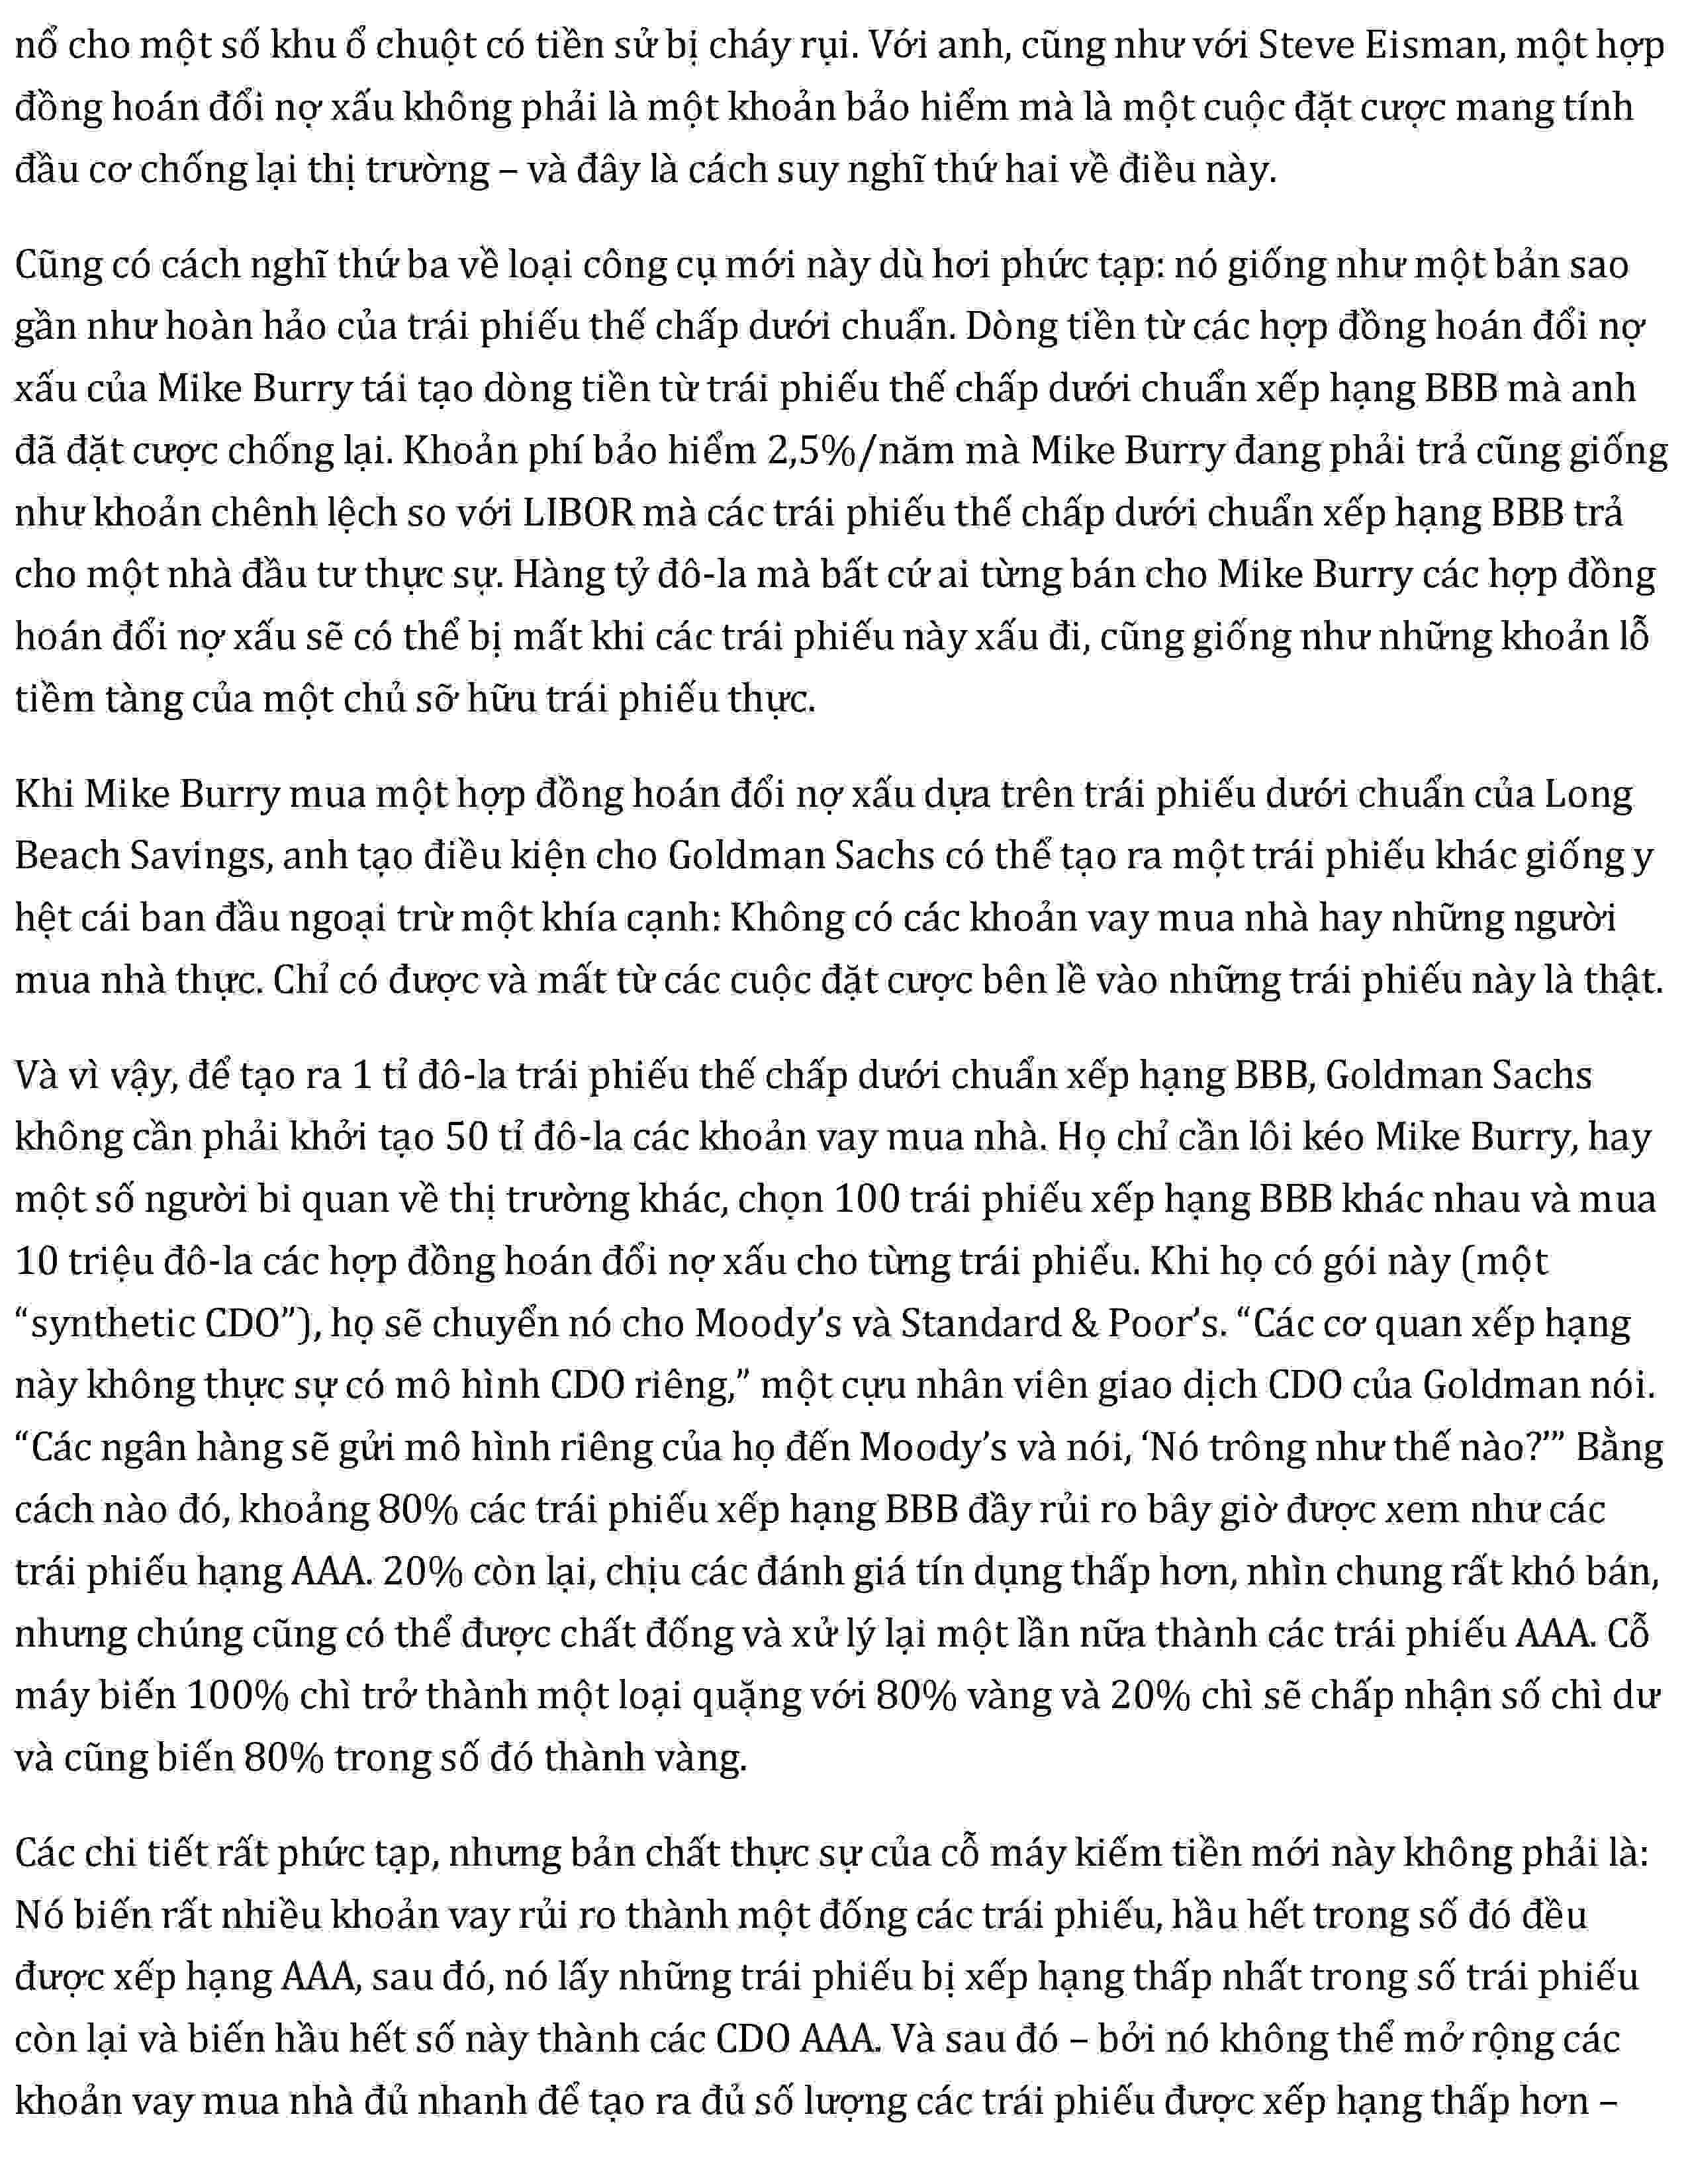 nổ cho một số khu ổ chuột có tiền sử bị cháy rụi. Với anh, cũng như với Steve Eisman, một hợp
đồng hoán đổi nợ xấu không phải là một khoản bảo hiểm mà là một cuộc đặt cược mang tính
đầu cơ chống lại thị trường – và đây là cách suy nghĩ thứ hai về điều này.
Cũng có cách nghĩ thứ ba về loại công cụ mới này dù hơi phức tạp: nó giống như một bản sao
gần như hoàn hảo của trái phiếu thế chấp dưới chuẩn. Dòng tiền từ các hợp đồng hoán đổi nợ
xấu của Mike Burry tái tạo dòng tiền từ trái phiếu thế chấp dưới chuẩn xếp hạng BBB mà anh
đã đặt cược chống lại. Khoản phí bảo hiểm 2,5%/năm mà Mike Burry đang phải trả cũng giống
như khoản chênh lệch so với LIBOR mà các trái phiếu thế chấp dưới chuẩn xếp hạng BBB trả
cho một nhà đầu tư thực sự. Hàng tỷ đô-la mà bất cứ ai từng bán cho Mike Burry các hợp đồng
hoán đổi nợ xấu sẽ có thể bị mất khi các trái phiếu này xấu đi, cũng giống như những khoản lỗ
tiềm tàng của một chủ sỡ hữu trái phiếu thực.
Khi Mike Burry mua một hợp đồng hoán đổi nợ xấu dựa trên trái phiếu dưới chuẩn của Long
Beach Savings, anh tạo điều kiện cho Goldman Sachs có thể tạo ra một trái phiếu khác giống y
hệt cái ban đầu ngoại trừ một khía cạnh: Không có các khoản vay mua nhà hay những người
mua nhà thực. Chỉ có được và mất từ các cuộc đặt cược bên lề vào những trái phiếu này là thật.
Và vì vậy, để tạo ra 1 tỉ đô-la trái phiếu thế chấp dưới chuẩn xếp hạng BBB, Goldman Sachs
không cần phải khởi tạo 50 tỉ đô-la các khoản vay mua nhà. Họ chỉ cần lôi kéo Mike Burry, hay
một số người bi quan về thị trường khác, chọn 100 trái phiếu xếp hạng BBB khác nhau và mua
10 triệu đô-la các hợp đồng hoán đổi nợ xấu cho từng trái phiếu. Khi họ có gói này (một
“synthetic CDO”), họ sẽ chuyển nó cho Moody’s và Standard & Poor’s. “Các cơ quan xếp hạng
này không thực sự có mô hình CDO riêng,” một cựu nhân viên giao dịch CDO của Goldman nói.
“Các ngân hàng sẽ gửi mô hình riêng của họ đến Moody’s và nói, ‘Nó trông như thế nào?’” Bằng
cách nào đó, khoảng 80% các trái phiếu xếp hạng BBB đầy rủi ro bây giờ được xem như các
trái phiếu hạng AAA. 20% còn lại, chịu các đánh giá tín dụng thấp hơn, nhìn chung rất khó bán,
nhưng chúng cũng có thể được chất đống và xử lý lại một lần nữa thành các trái phiếu AAA. Cỗ
máy biến 100% chì trở thành một loại quặng với 80% vàng và 20% chì sẽ chấp nhận số chì dư
và cũng biến 80% trong số đó thành vàng.
Các chi tiết rất phức tạp, nhưng bản chất thực sự của cỗ máy kiếm tiền mới này không phải là:
Nó biến rất nhiều khoản vay rủi ro thành một đống các trái phiếu, hầu hết trong số đó đều
được xếp hạng AAA, sau đó, nó lấy những trái phiếu bị xếp hạng thấp nhất trong số trái phiếu
còn lại và biến hầu hết số này thành các CDO AAA. Và sau đó – bởi nó không thể mở rộng các
khoản vay mua nhà đủ nhanh để tạo ra đủ số lượng các trái phiếu được xếp hạng thấp hơn –